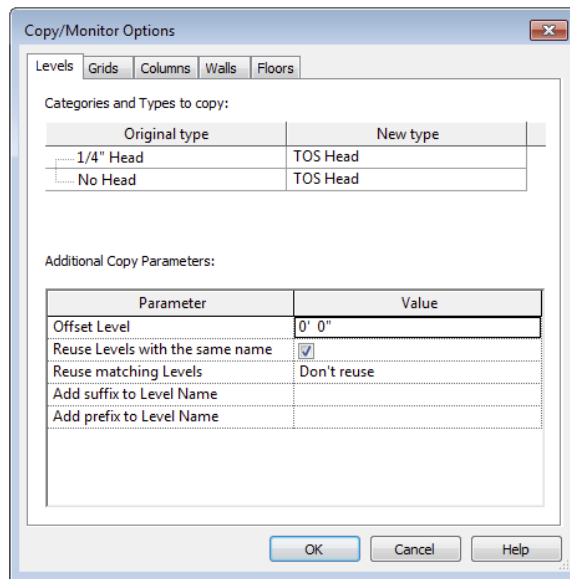 Copy/Monitor Options
Levels Grids Columns Walls Floors
Categories and Types to copy:
Original type New type
1/4" Head TOS Head
No Head TOS Head
Additional Copy Parameters:
Parameter Value
Offset Level 0' 0"
Reuse Levels with the same name
Reuse matching Levels Don't reuse
Add suffix to Level Name
Add prefix to Level Name
OK Cancel Help